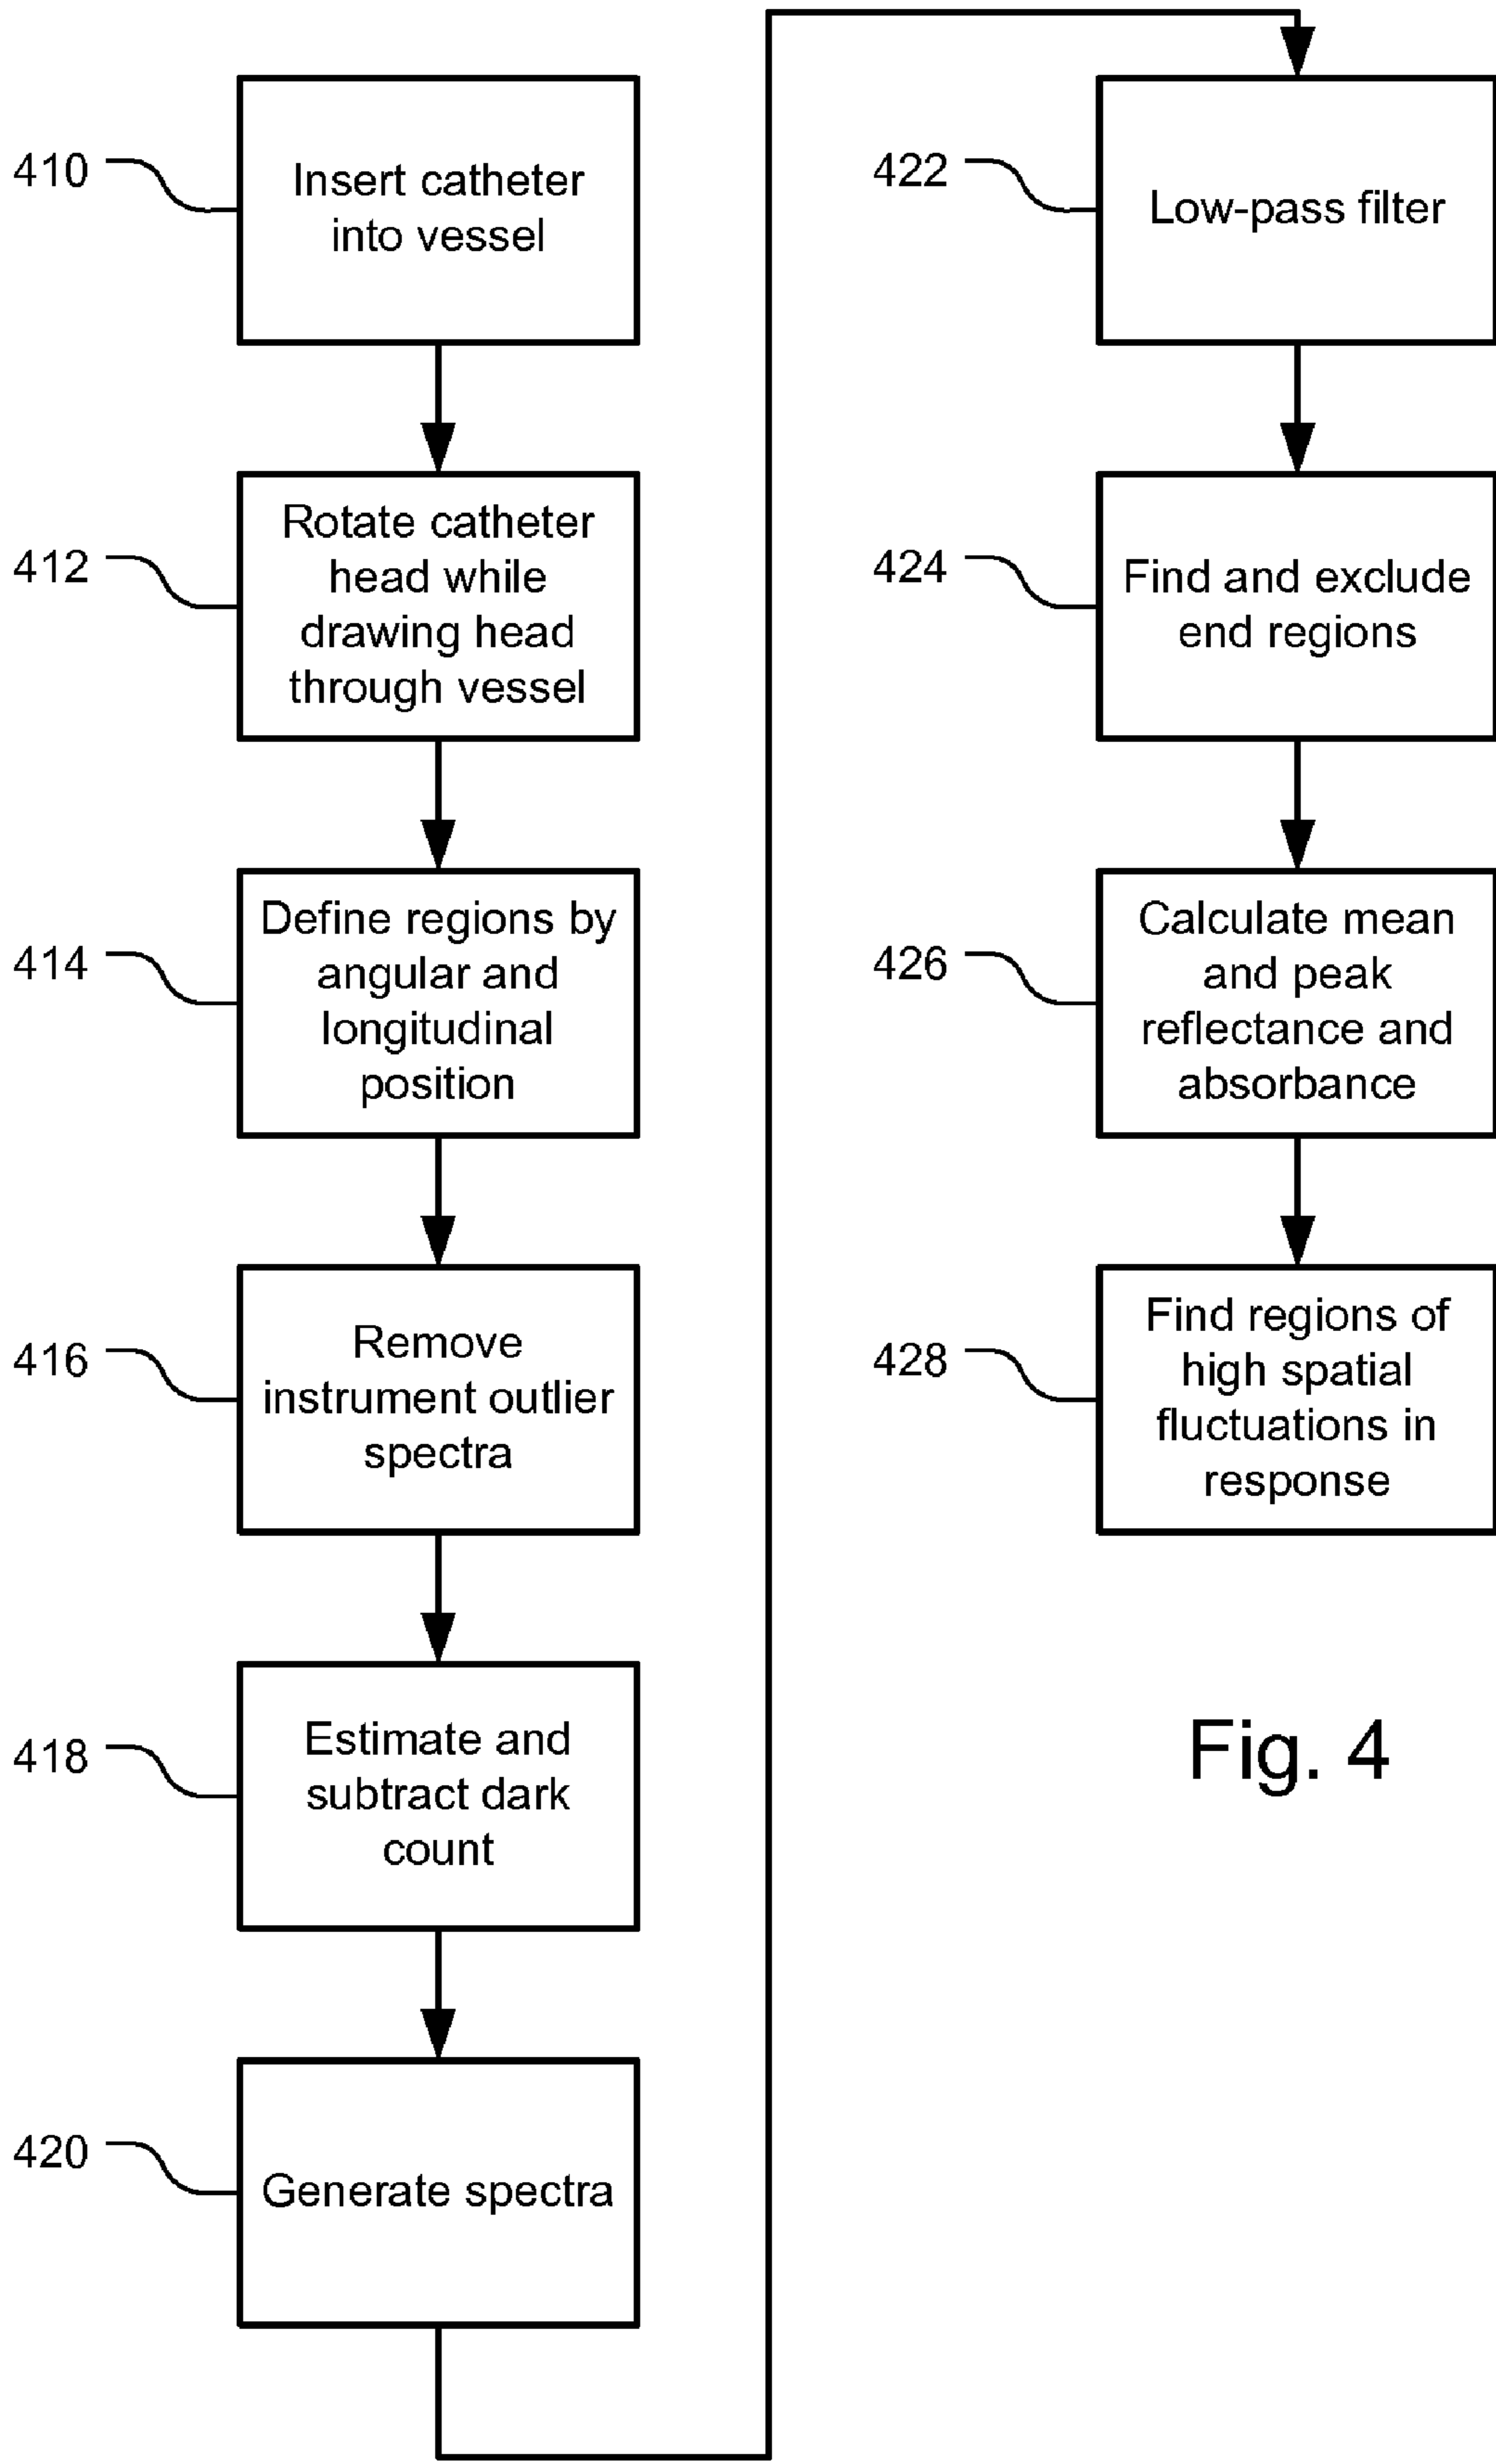 410
Insert catheter
into vessel
412
Rotate catheter
head while
drawing head
through vessel
414
Define regions by
angular and
longitudinal
position
416
Remove
instrument outlier
spectra
418
Estimate and
subtract dark
count
420
Generate spectra
422
Low-pass filter
424
Find and exclude
end regions
426
Calculate mean
and peak
reflectance and
absorbance
428
Find regions of
high spatial
fluctuations in
response
Fig. 4